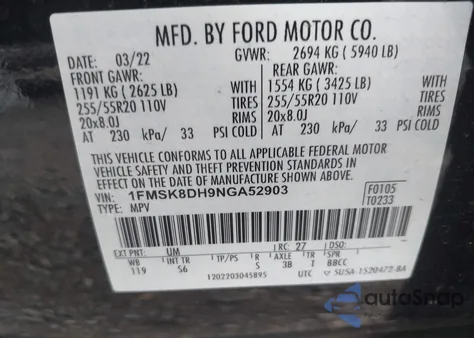 MFD. BY FORD MOTOR CO.
DATE: 03/22 GVWR: 2694 KG ( 5940 LB)
FRONT GAWR: REAR GAWR:
1191 KG ( 2625 LB) WITH 1554 KG ( 3425 LB) WITH
255/55R20 110V TIRES 255/55R20 110V TIRES
20x8.0J RIMS 20x8.0J RIMS
AT 230 kPa/ 33 PSI COLD AT 230 kPa/ 33 PSI COLD
THIS VEHICLE CONFORMS TO ALL APPLICABLE FEDERAL MOTOR
VEHICLE SAFETY AND THEFT PREVENTION STANDARDS IN
EFFECT ON THE DATE OF MANUFACTURE SHOWN ABOVE.
VIN: 1FMSK8DH9NGA52903 F0105
TYPE: MPV T0233
EXT PNT: UM RC: 27 DSO:
WB INT TR TP/PS R AXLE TR SPR
119 S6 S 3B T BBCC
1202203045895 UTC SU5A-1520472-BA
autoSnap